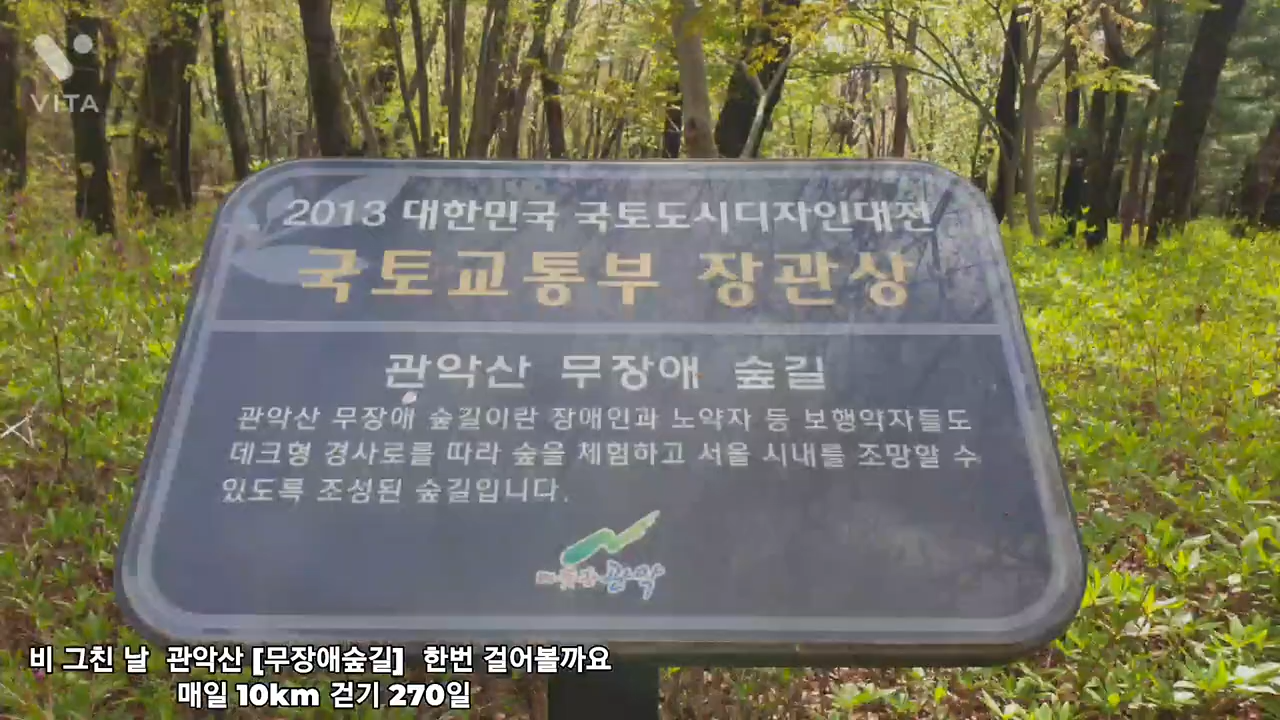 VITA
2013 대한민국 국토도시디자인대전
국토교통부 장관상
관악산 무장애 숲길
관악산 무장애 숲길이란 장애인과 노약자 등 보행약자들도
데크형 경사로를 따라 숲을 체험하고 서울 시내를 조망할 수
있도록 조성된 숲길입니다.
관악
비 그친 날 관악산 [무장애숲길] 한번 걸어볼까요
매일 10km 걷기 270일